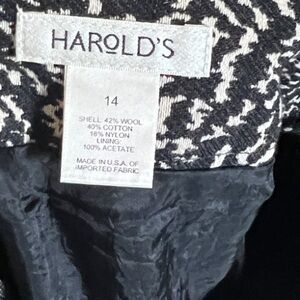 HAROLD'S
14
SHELL: 42% WOOL
40% COTTON
18% NYLON
LINING:
100% ACETATE
MADE IN U.S.A. OF
IMPORTED FABRIC